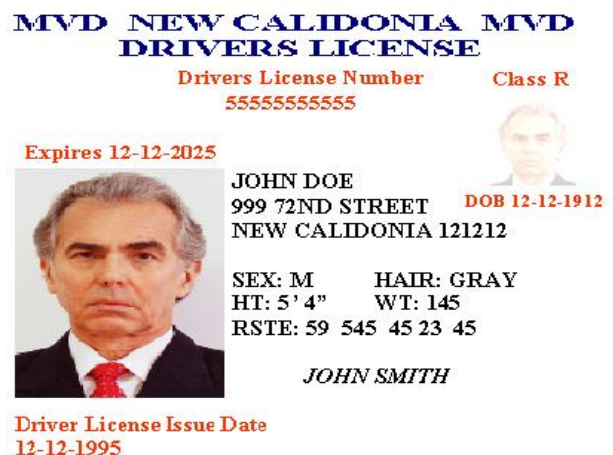 MVD NEW CALIDONIA MVD
DRIVERS LICENSE
Drivers License Number
55555555555
Class R
Expires 12-12-2025
DOB 12-12-1912
JOHN DOE
999 72ND STREET
NEW CALIDONIA 121212
SEX: M HAIR: GRAY
HT: 5' 4” WT: 145
RSTE: 59 545 45 23 45
JOHN SMITH
Driver License Issue Date
12-12-1995